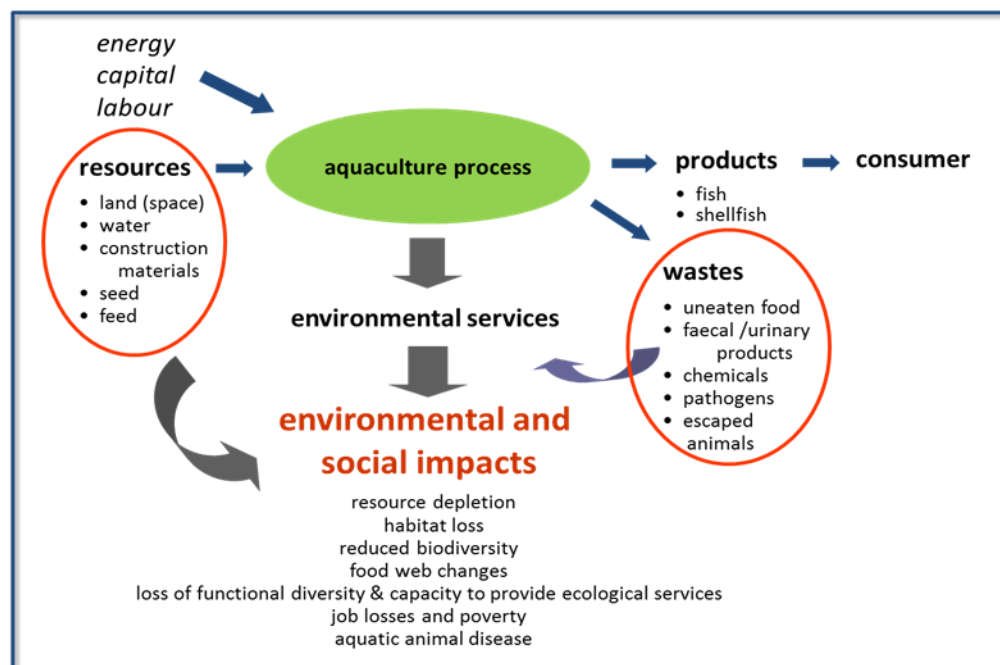 energy
capital
labour
resources
• land (space)
• water
• construction
materials
• seed
• feed
aquaculture process
products
• fish
• shellfish
consumer
wastes
• uneaten food
• faecal /urinary
products
• chemicals
• pathogens
• escaped
animals
environmental services
environmental and
social impacts
resource depletion
habitat loss
reduced biodiversity
food web changes
loss of functional diversity & capacity to provide ecological services
job losses and poverty
aquatic animal disease